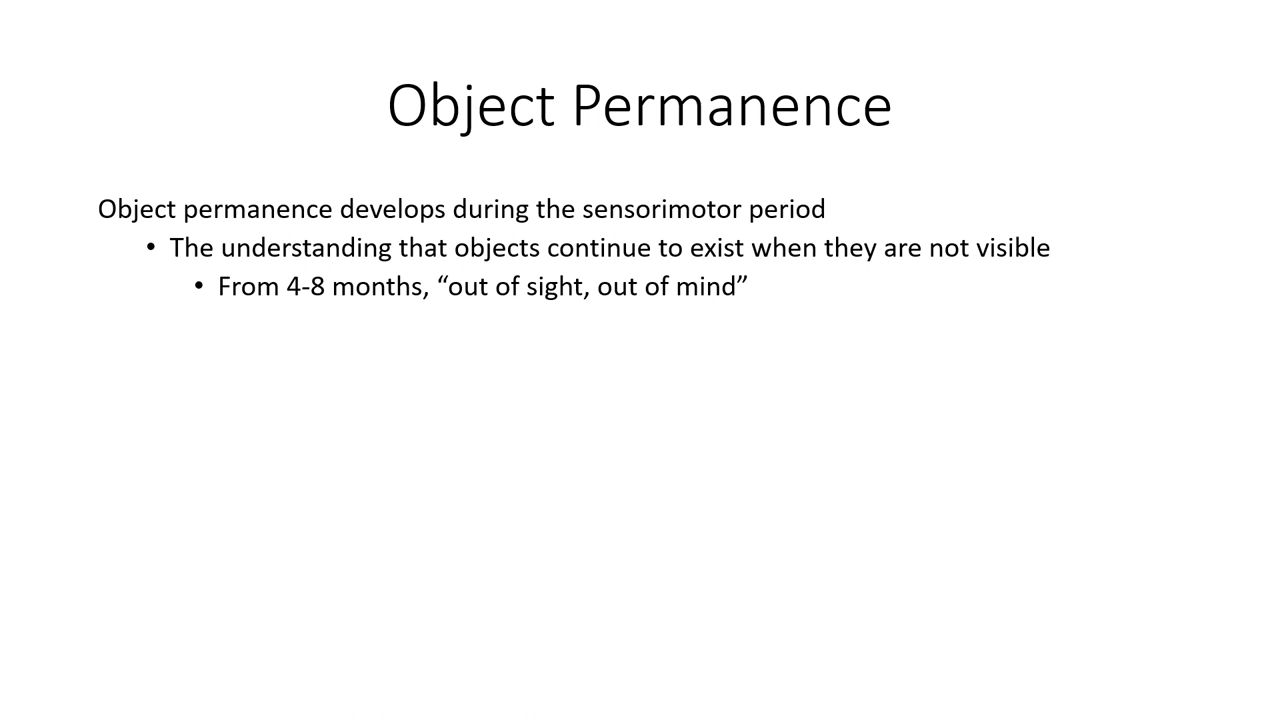 Object Permanence
Object permanence develops during the sensorimotor period
• The understanding that objects continue to exist when they are not visible
• From 4-8 months, “out of sight, out of mind”